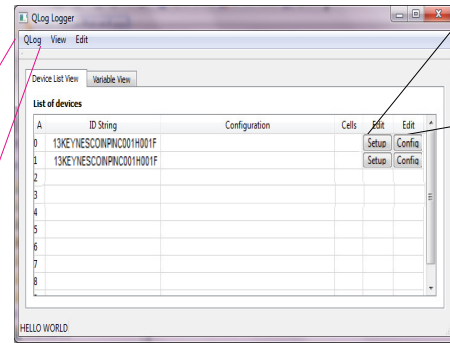 QLog Logger
QLog View Edit
Device List View Variable View
List of devices
A ID String Configuration Cells Edit Edit
0 13KEYNESCOINPINC001H001F Setup Config
1 13KEYNESCOINPINC001H001F Setup Config
2
3
4
5
6
7
8
HELLO WORLD